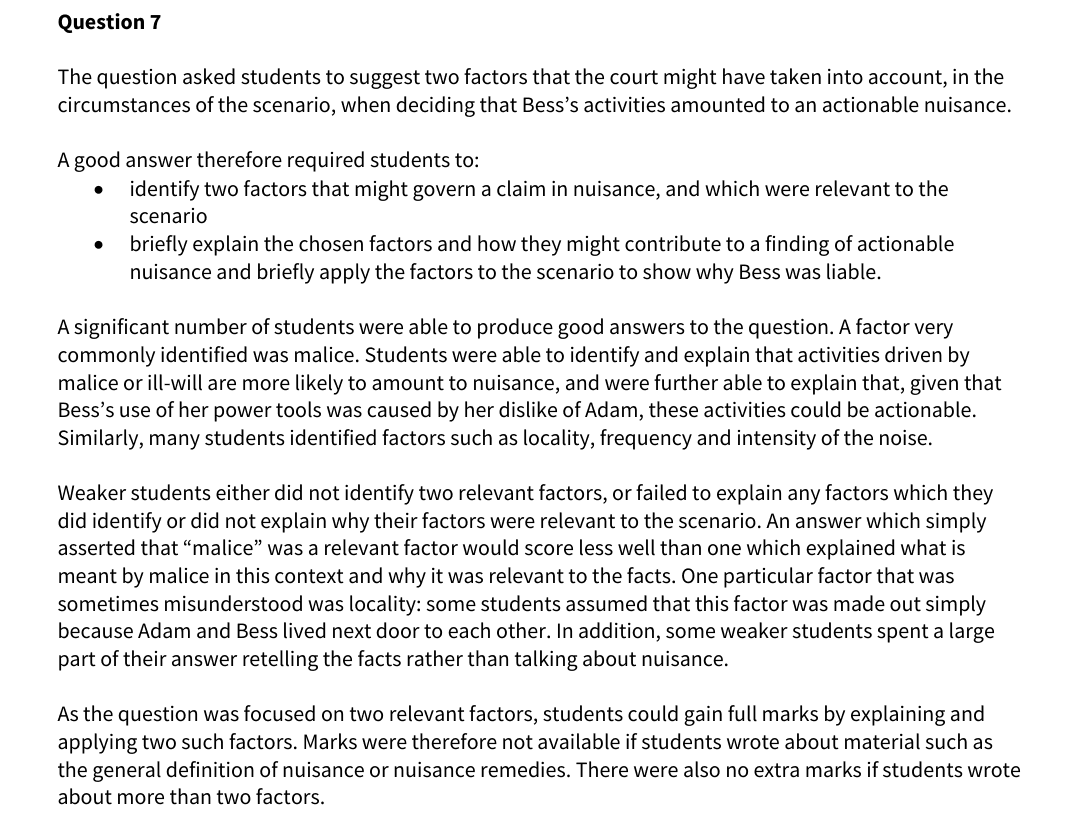 Question 7
The question asked students to suggest two factors that the court might have taken into account, in the
circumstances of the scenario, when deciding that Bess’s activities amounted to an actionable nuisance.
A good answer therefore required students to:
• identify two factors that might govern a claim in nuisance, and which were relevant to the
scenario
• briefly explain the chosen factors and how they might contribute to a finding of actionable
nuisance and briefly apply the factors to the scenario to show why Bess was liable.
A significant number of students were able to produce good answers to the question. A factor very
commonly identified was malice. Students were able to identify and explain that activities driven by
malice or ill-will are more likely to amount to nuisance, and were further able to explain that, given that
Bess’s use of her power tools was caused by her dislike of Adam, these activities could be actionable.
Similarly, many students identified factors such as locality, frequency and intensity of the noise.
Weaker students either did not identify two relevant factors, or failed to explain any factors which they
did identify or did not explain why their factors were relevant to the scenario. An answer which simply
asserted that “malice” was a relevant factor would score less well than one which explained what is
meant by malice in this context and why it was relevant to the facts. One particular factor that was
sometimes misunderstood was locality: some students assumed that this factor was made out simply
because Adam and Bess lived next door to each other. In addition, some weaker students spent a large
part of their answer retelling the facts rather than talking about nuisance.
As the question was focused on two relevant factors, students could gain full marks by explaining and
applying two such factors. Marks were therefore not available if students wrote about material such as
the general definition of nuisance or nuisance remedies. There were also no extra marks if students wrote
about more than two factors.